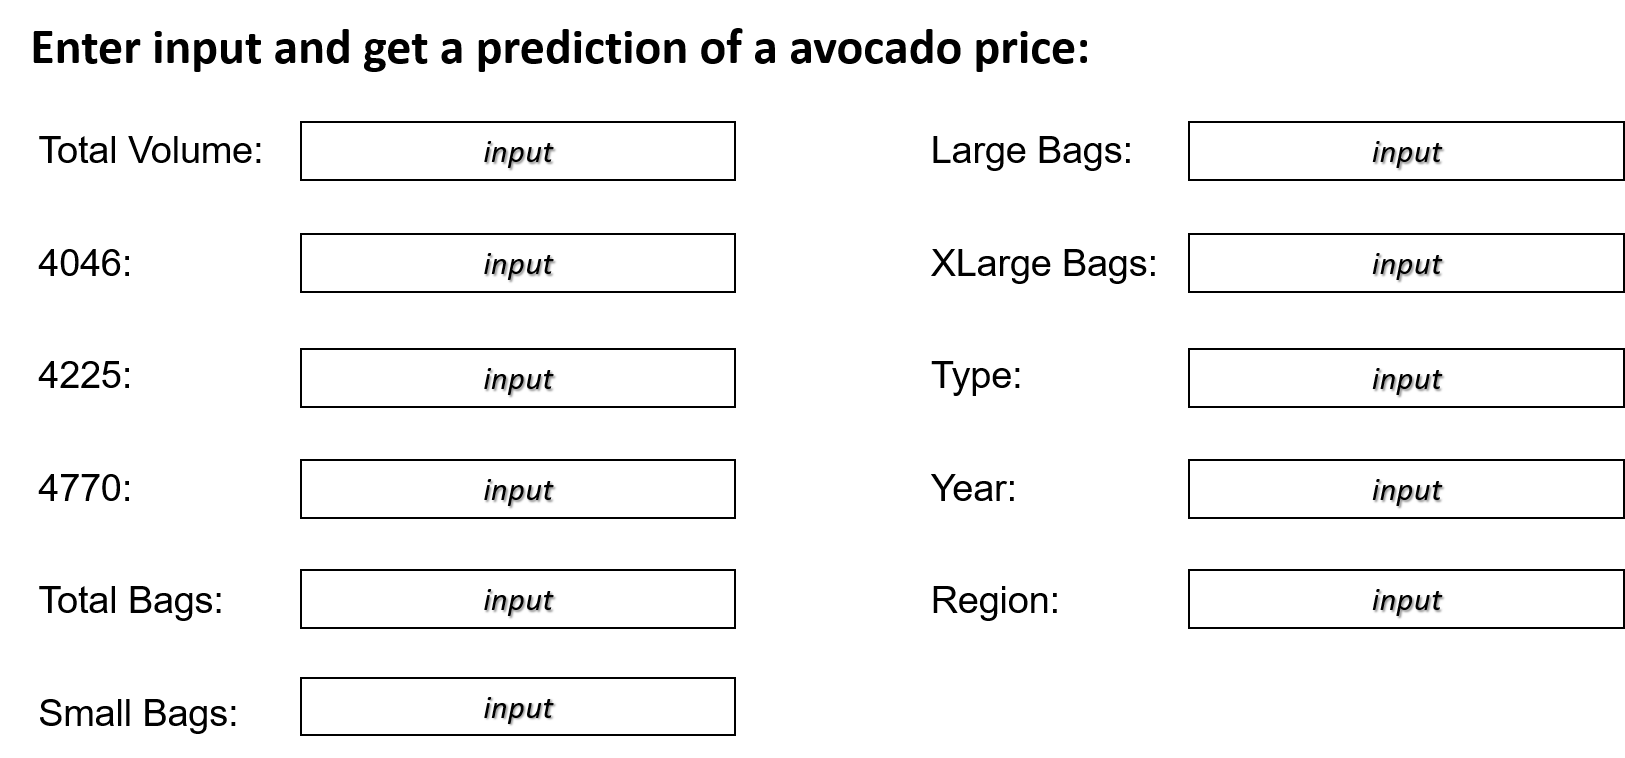 Enter input and get a prediction of a avocado price:
Total Volume: input
4046: input
4225: input
4770: input
Total Bags: input
Small Bags: input
Large Bags: input
XLarge Bags: input
Type: input
Year: input
Region: input